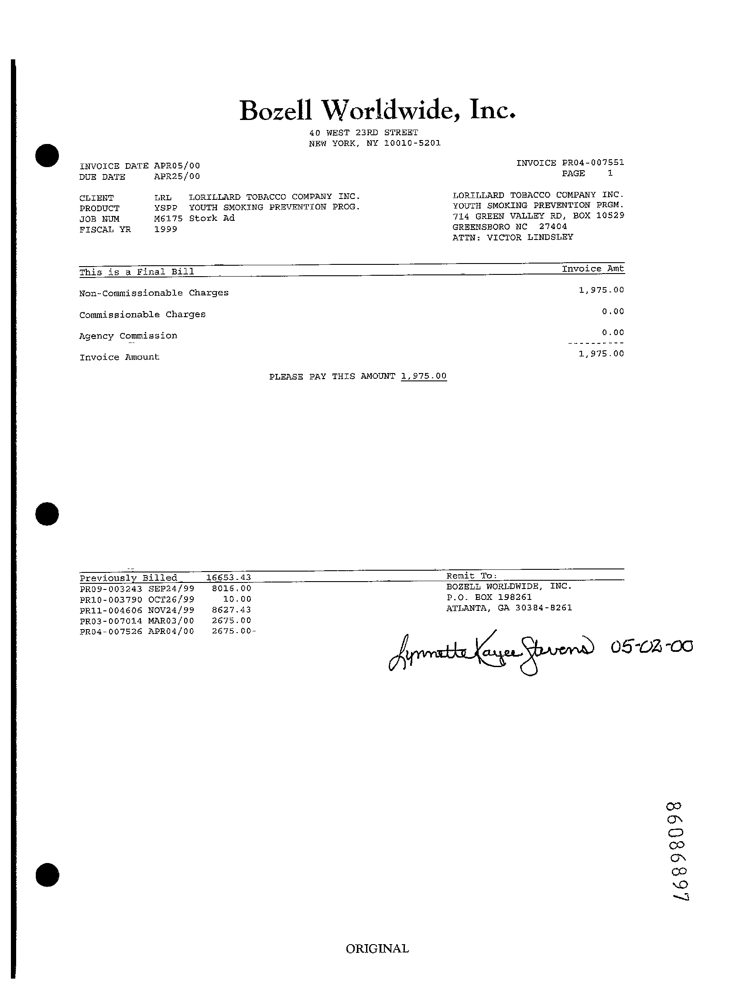 Bozell Worldwide, Inc.
40 WEST 23RD STREET
NEW YORK, NY 10010-5201
INVOICE DATE APR05/00
DUE DATE APR25/00
INVOICE PR04-007551
PAGE 1
CLIENT LRL LORILLARD TOBACCO COMPANY INC.
PRODUCT YSPP YOUTH SMOKING PREVENTION PROG.
JOB NUM M6175 Stork Ad
FISCAL YR 1999
LORILLARD TOBACCO COMPANY INC.
YOUTH SMOKING PREVENTION PRGM.
714 GREEN VALLEY RD, BOX 10529
GREENSBORO NC 27404
ATTN: VICTOR LINDSLEY
This is a Final Bill Invoice Amt
Non-Commissionable Charges 1,975.00
Commissionable Charges 0.00
Agency Commission 0.00
----------
Invoice Amount 1,975.00
PLEASE PAY THIS AMOUNT 1,975.00
Previously Billed 16653.43
PR09-003243 SEP24/99 8016.00
PR10-003790 OCT26/99 10.00
PR11-004606 NOV24/99 8627.43
PR03-007014 MAR03/00 2675.00
PR04-007526 APR04/00 2675.00-
Remit To:
BOZELL WORLDWIDE, INC.
P.O. BOX 198261
ATLANTA, GA 30384-8261
Lynnette Kayee Stevens 05-02-00
86086897
ORIGINAL